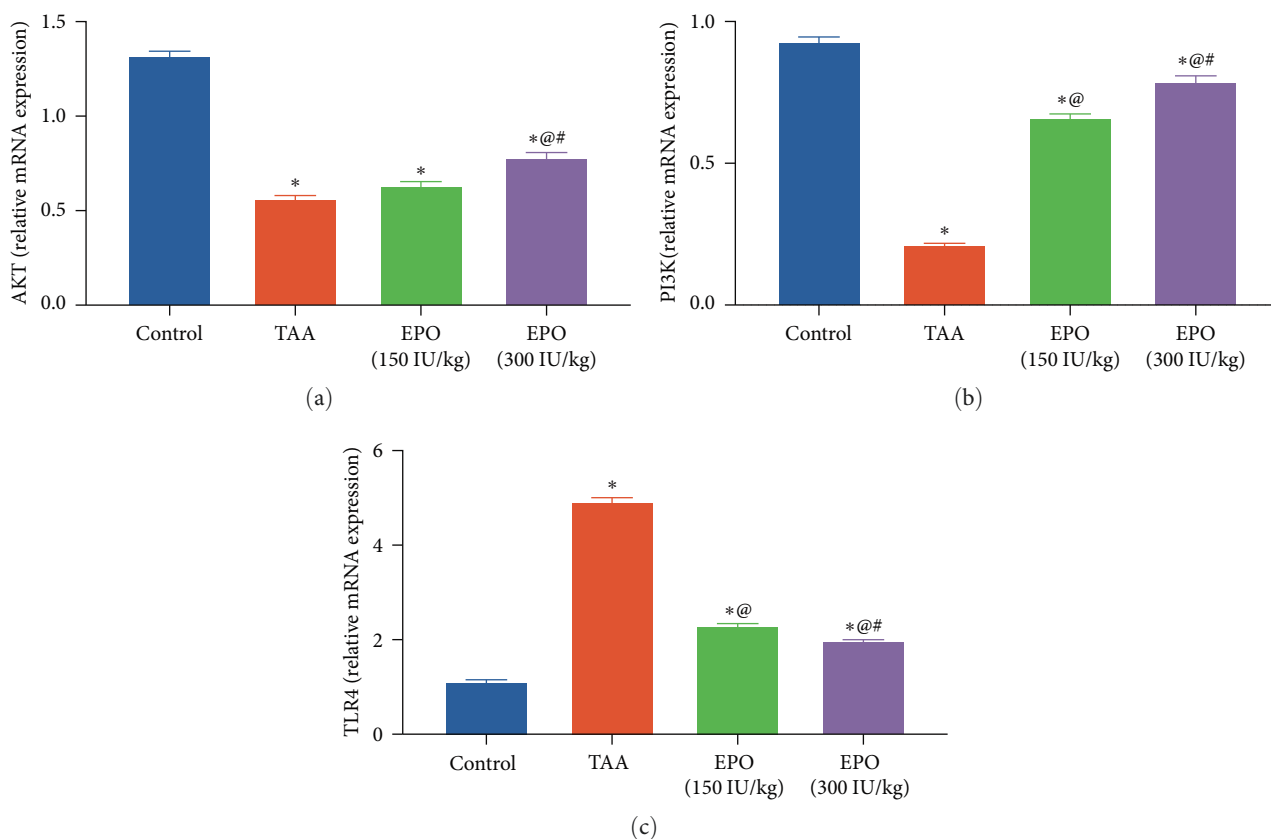 AKT (relative mRNA expression)
1.5
1.0
0.5
0.0
*
*
*@#
Control
TAA
EPO
(150 IU/kg)
EPO
(300 IU/kg)
(a)
PI3K(relative mRNA expression)
1.0
0.5
0.0
*
*@
*@#
Control
TAA
EPO
(150 IU/kg)
EPO
(300 IU/kg)
(b)
TLR4 (relative mRNA expression)
6
4
2
0
*
*@
*@#
Control
TAA
EPO
(150 IU/kg)
EPO
(300 IU/kg)
(c)